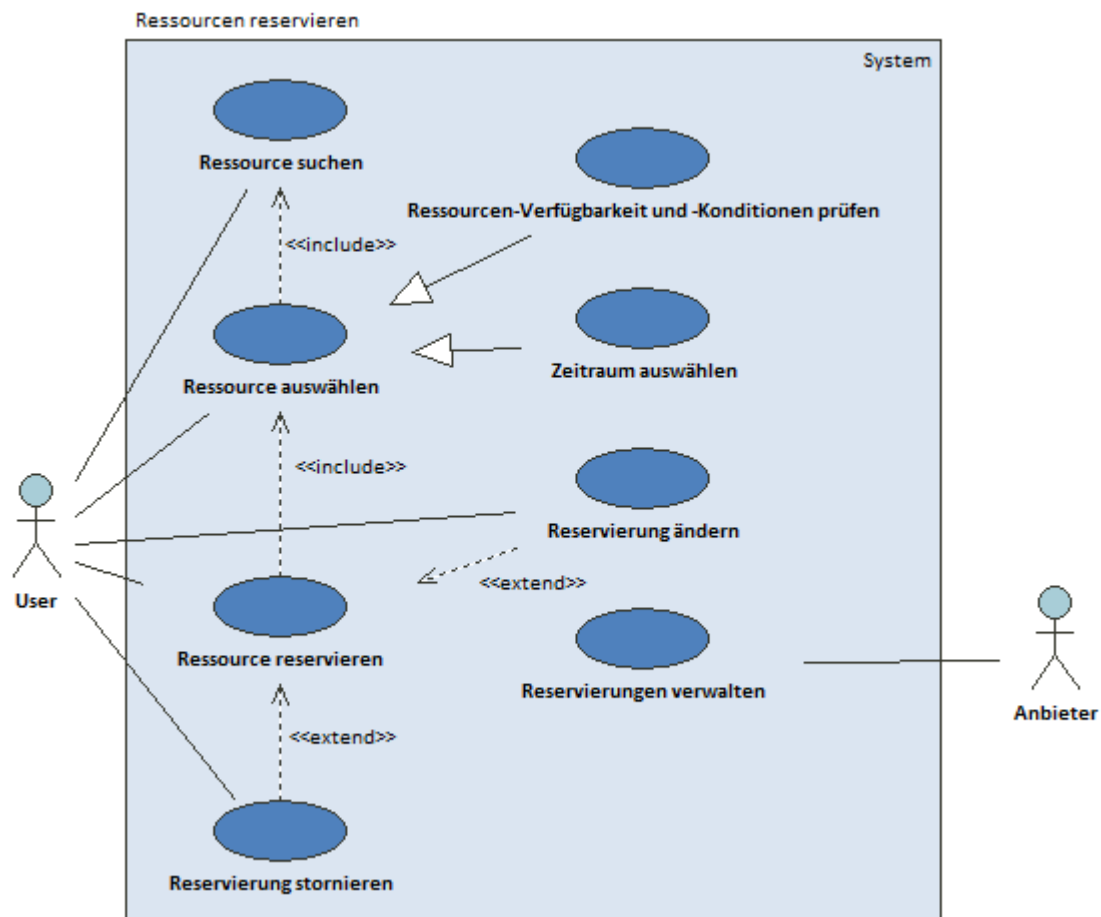 Ressourcen reservieren
System
Ressource suchen
Ressourcen-Verfügbarkeit und -Konditionen prüfen
<<include>>
Zeitraum auswählen
Ressource auswählen
<<include>>
Reservierung ändern
<<extend>>
User
Ressource reservieren
Reservierungen verwalten
Anbieter
<<extend>>
Reservierung stornieren